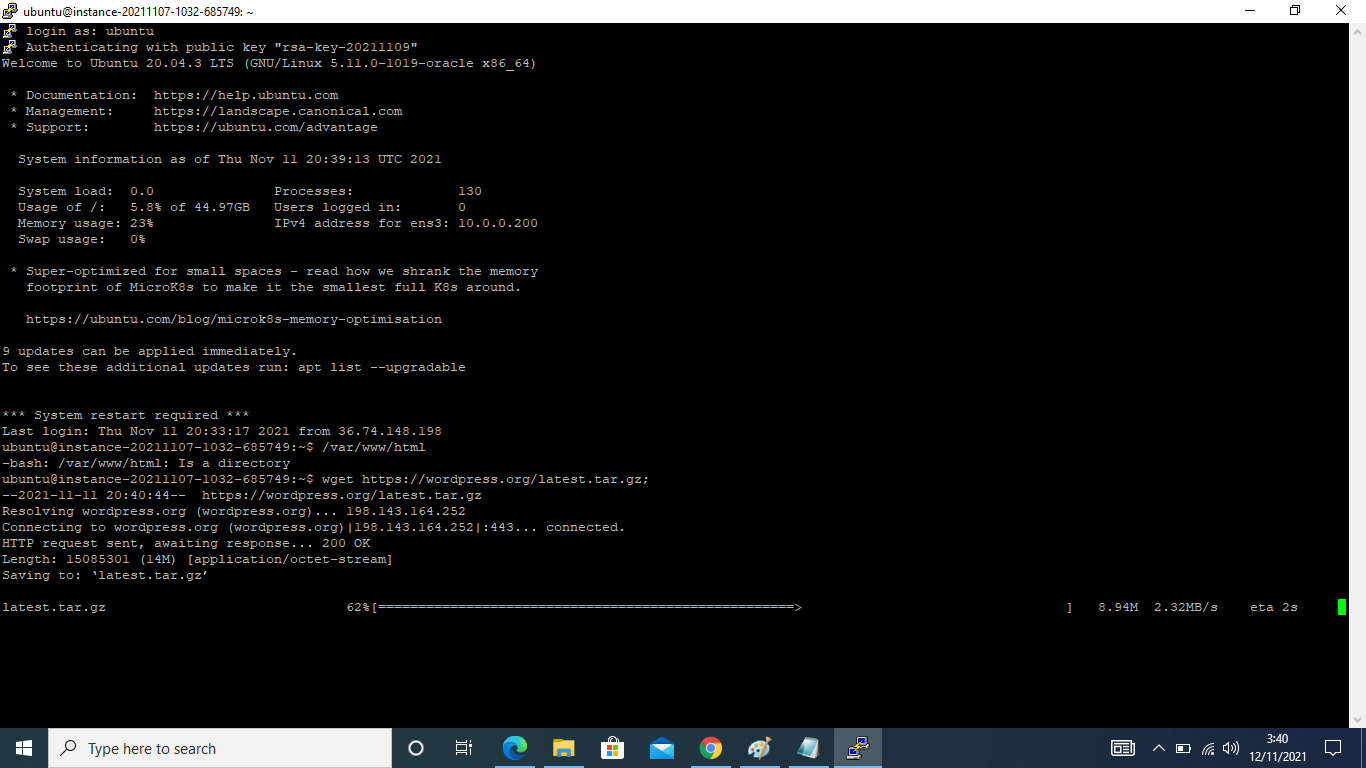 ubuntu@instance-20211107-1032-685749: ~
login as: ubuntu
Authenticating with public key "rsa-key-20211109"
Welcome to Ubuntu 20.04.3 LTS (GNU/Linux 5.11.0-1019-oracle x86_64)
* Documentation:  https://help.ubuntu.com
* Management:     https://landscape.canonical.com
* Support:        https://ubuntu.com/advantage
System information as of Thu Nov 11 20:39:13 UTC 2021
System load:  0.0               Processes:             130
Usage of /:   5.8% of 44.97GB   Users logged in:       0
Memory usage: 23%               IPv4 address for ens3: 10.0.0.200
Swap usage:   0%
* Super-optimized for small spaces - read how we shrank the memory
footprint of MicroK8s to make it the smallest full K8s around.
https://ubuntu.com/blog/microk8s-memory-optimisation
9 updates can be applied immediately.
To see these additional updates run: apt list --upgradable
*** System restart required ***
Last login: Thu Nov 11 20:33:17 2021 from 36.74.148.198
ubuntu@instance-20211107-1032-685749:~$ /var/www/html
-bash: /var/www/html: Is a directory
ubuntu@instance-20211107-1032-685749:~$ wget https://wordpress.org/latest.tar.gz;
--2021-11-11 20:40:44--  https://wordpress.org/latest.tar.gz
Resolving wordpress.org (wordpress.org)... 198.143.164.252
Connecting to wordpress.org (wordpress.org)|198.143.164.252|:443... connected.
HTTP request sent, awaiting response... 200 OK
Length: 15085301 (14M) [application/octet-stream]
Saving to: ‘latest.tar.gz’
latest.tar.gz 62%[====================================================> ] 8.94M 2.32MB/s eta 2s
Type here to search
3:40
12/11/2021